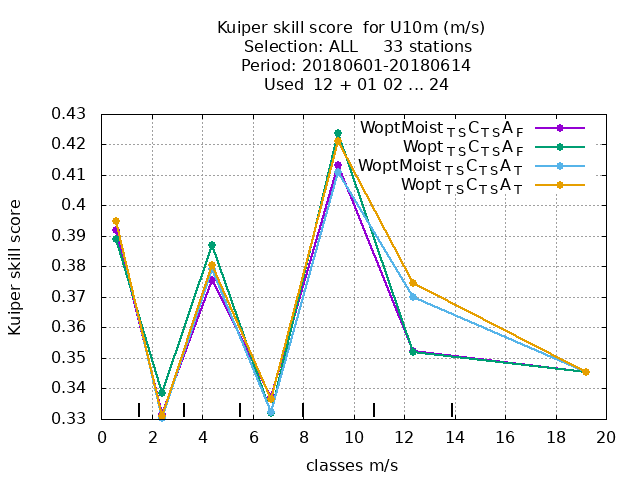 Kuiper skill score  for U10m (m/s)
Selection: ALL     33 stations
Period: 20180601-20180614
Used  12 + 01 02 ... 24
Kuiper skill score
0.43
0.42
0.41
0.4
0.39
0.38
0.37
0.36
0.35
0.34
0.33
WoptMoist TS C TS A F
Wopt TS C TS A F
WoptMoist TS C TS A T
Wopt TS C TS A T
0 2 4 6 8 10 12 14 16 18 20
classes m/s